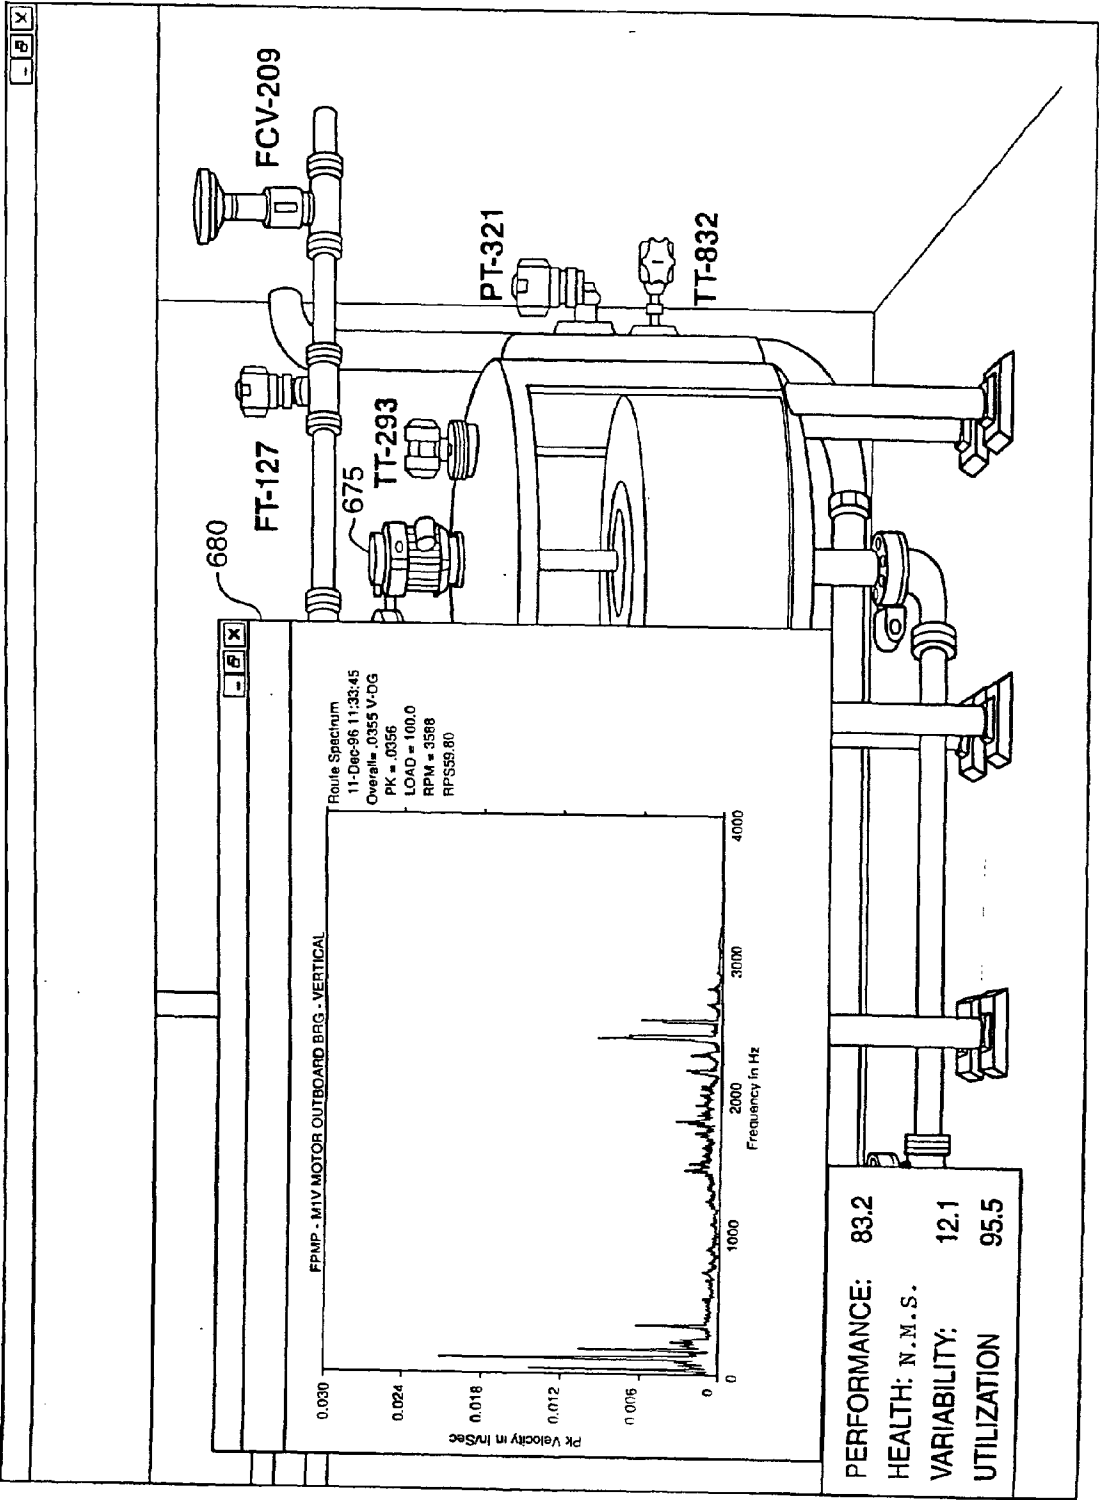 FCV-209
FT-127
PT-321
TT-832
TT-293
675
680
FPMP - M1V MOTOR OUTBOARD BRG - VERTICAL
Route Spectrum
11-Dec-96 11:33:45
Overall= .0355 V-DG
PK = .0356
LOAD = 100.0
RPM = 3588
RPS59.80
Pk Velocity in In/Sec
0.030
0.024
0.018
0.012
0.006
0
0
1000
2000
3000
4000
Frequency in Hz
PERFORMANCE: 83.2
HEALTH: N.M.S.
VARIABILITY: 12.1
UTILIZATION 95.5